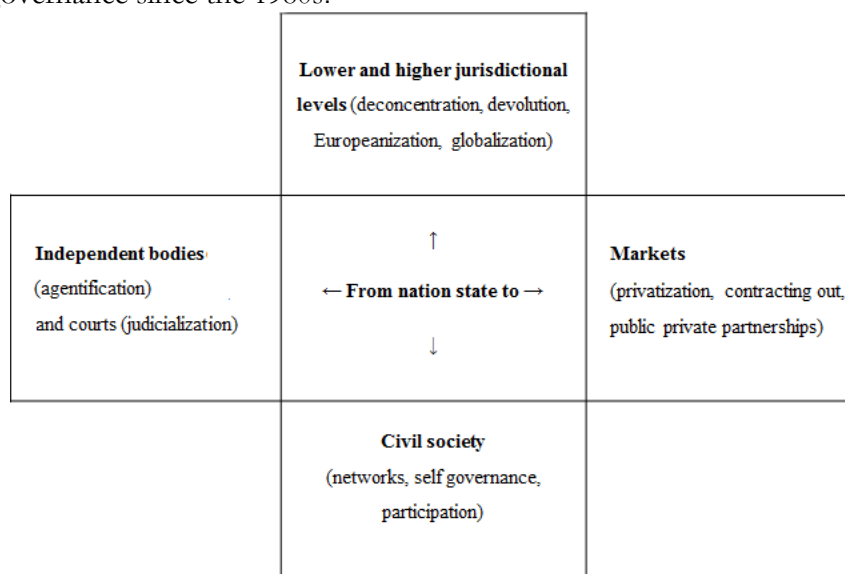 governance since the 1980s.
Lower and higher jurisdictional
levels (deconcentration, devolution,
Europeanization, globalization)
Independent bodies
(agentification)
and courts (judicialization)
↑
← From nation state to →
↓
Markets
(privatization, contracting out,
public private partnerships)
Civil society
(networks, self governance,
participation)